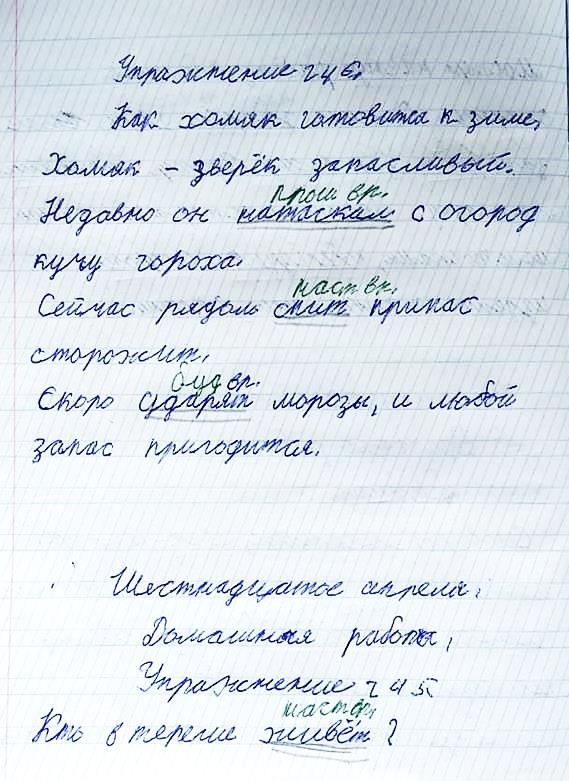 Упражнение 246.
Как хомяк готовится к зиме.
Хомяк – зверёк запасливый.
прош вр.
Недавно он натаскал с огород
кучу гороха.
наст вр.
Сейчас рядом спит припас
сторожит.
буд вр.
Скоро ударят морозы, и любой
запас пригодится.
Шестнадцатое апреля.
Домашняя работа.
Упражнение 245
наст вр.
Кто в тереме живёт?